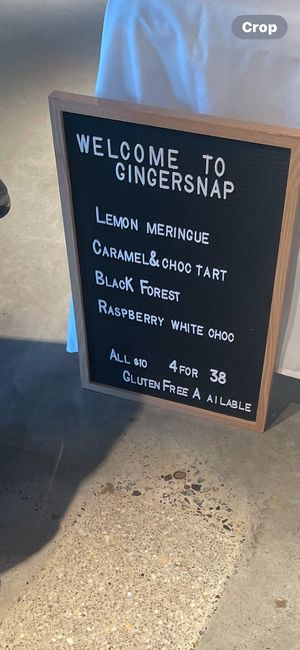 Crop
WELCOME TO
GINGERSNAP
LEMON MERINGUE
CARAMEL & CHOC TART
BLACK FOREST
RASPBERRY WHITE CHOC
ALL $10 4 FOR 38
GLUTEN FREE A AILABLE